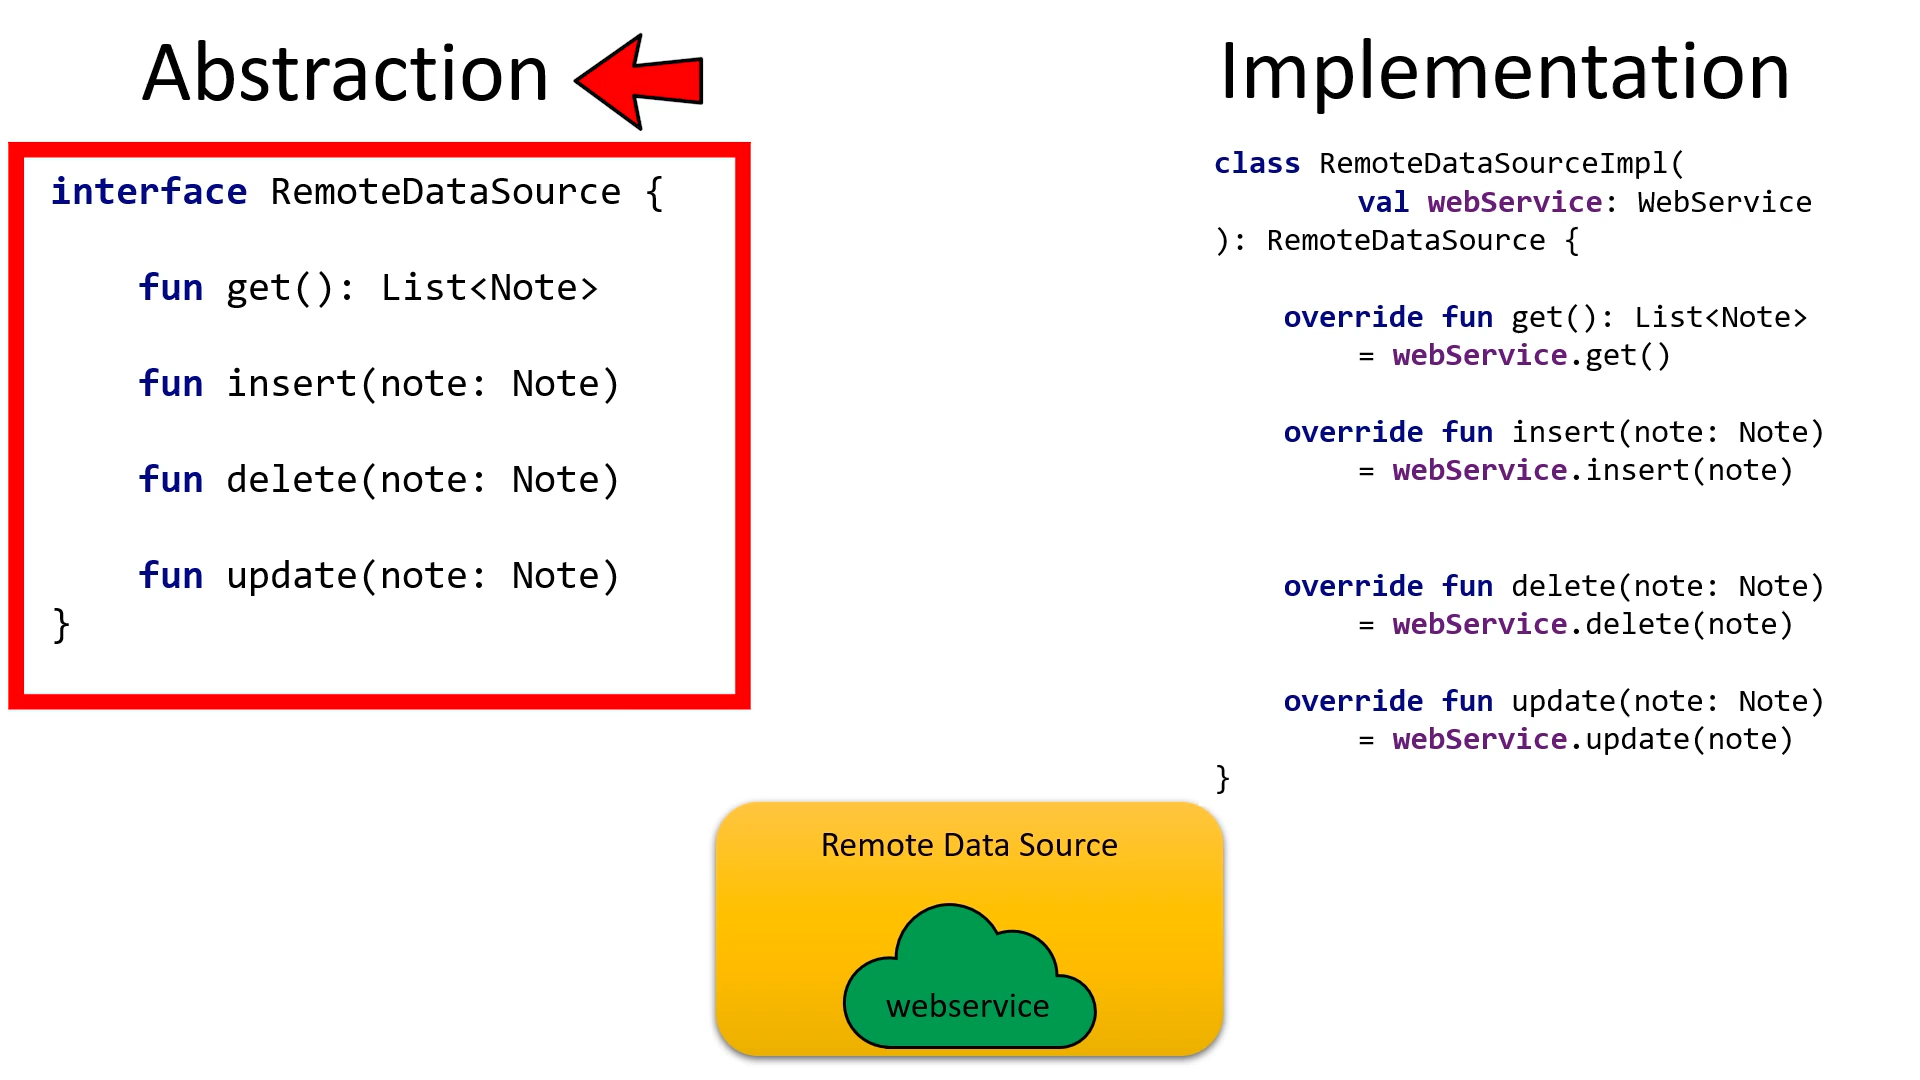 Abstraction
interface RemoteDataSource {
fun get(): List<Note>
fun insert(note: Note)
fun delete(note: Note)
fun update(note: Note)
}
Implementation
class RemoteDataSourceImpl(
val webService: WebService
): RemoteDataSource {
override fun get(): List<Note>
= webService.get()
override fun insert(note: Note)
= webService.insert(note)
override fun delete(note: Note)
= webService.delete(note)
override fun update(note: Note)
= webService.update(note)
}
Remote Data Source
webservice